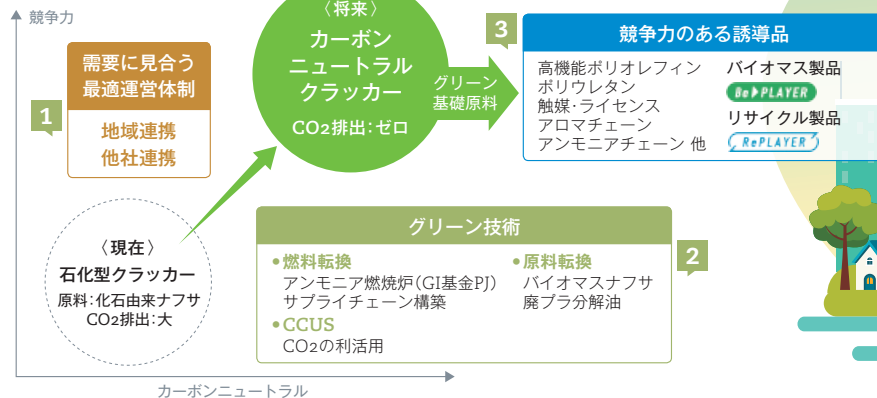 競争力
1
需要に見合う
最適運営体制
地域連携
他社連携
〈将来〉
カーボン
ニュートラル
クラッカー
CO2排出：ゼロ
グリーン
基礎原料
3
競争力のある誘導品
高機能ポリオレフィン
ポリウレタン
触媒・ライセンス
アロマチェーン
アンモニアチェーン 他
バイオマス製品
Be▶PLAYER
リサイクル製品
RePLAYER
〈現在〉
石化型クラッカー
原料：化石由来ナフサ
CO2排出：大
2
グリーン技術
•燃料転換
アンモニア燃焼炉（GI基金PJ）
サプライチェーン構築
•CCUS
CO2の利活用
•原料転換
バイオマスナフサ
廃プラ分解油
カーボンニュートラル